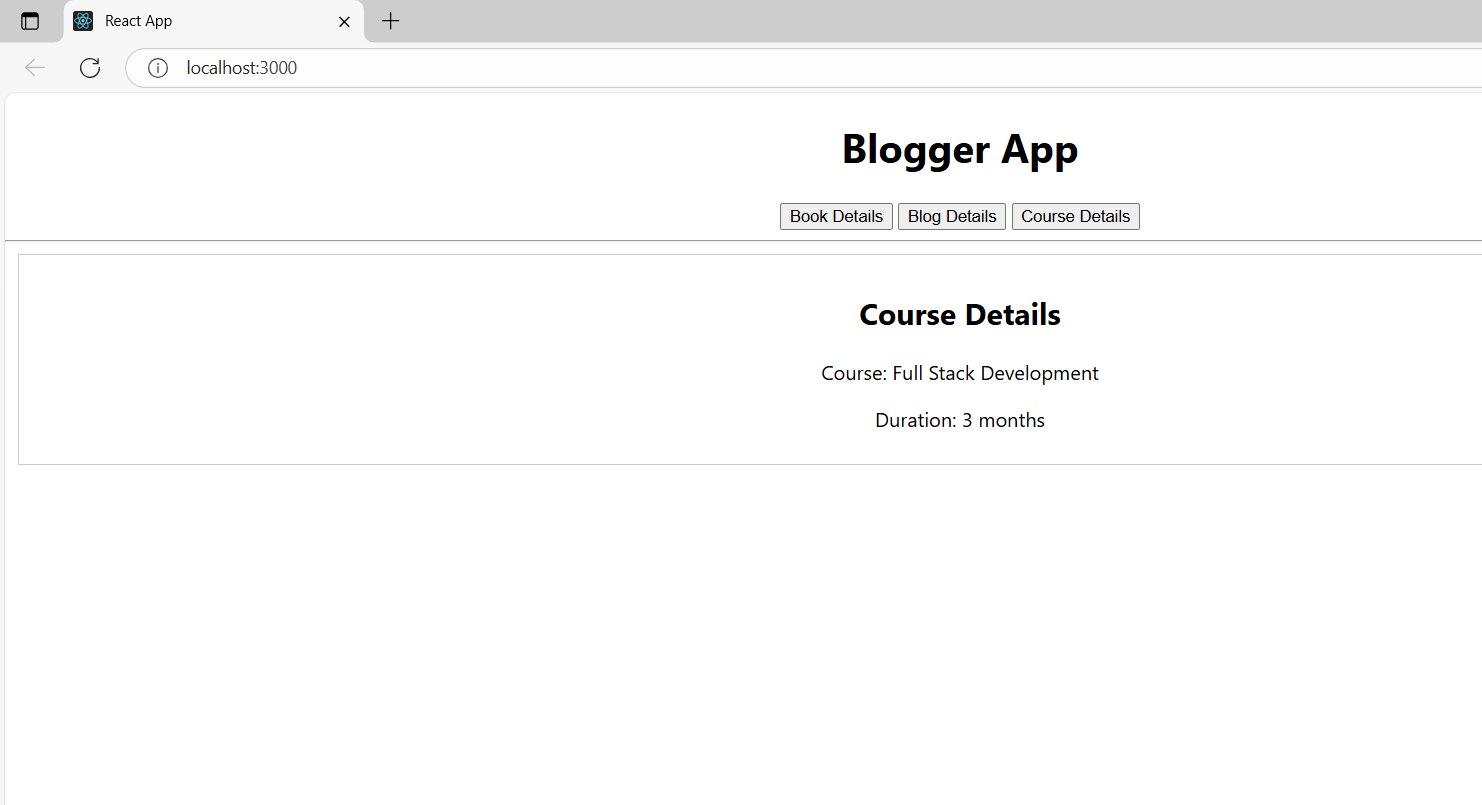 React App
localhost:3000
Blogger App
Book Details Blog Details Course Details
Course Details
Course: Full Stack Development
Duration: 3 months